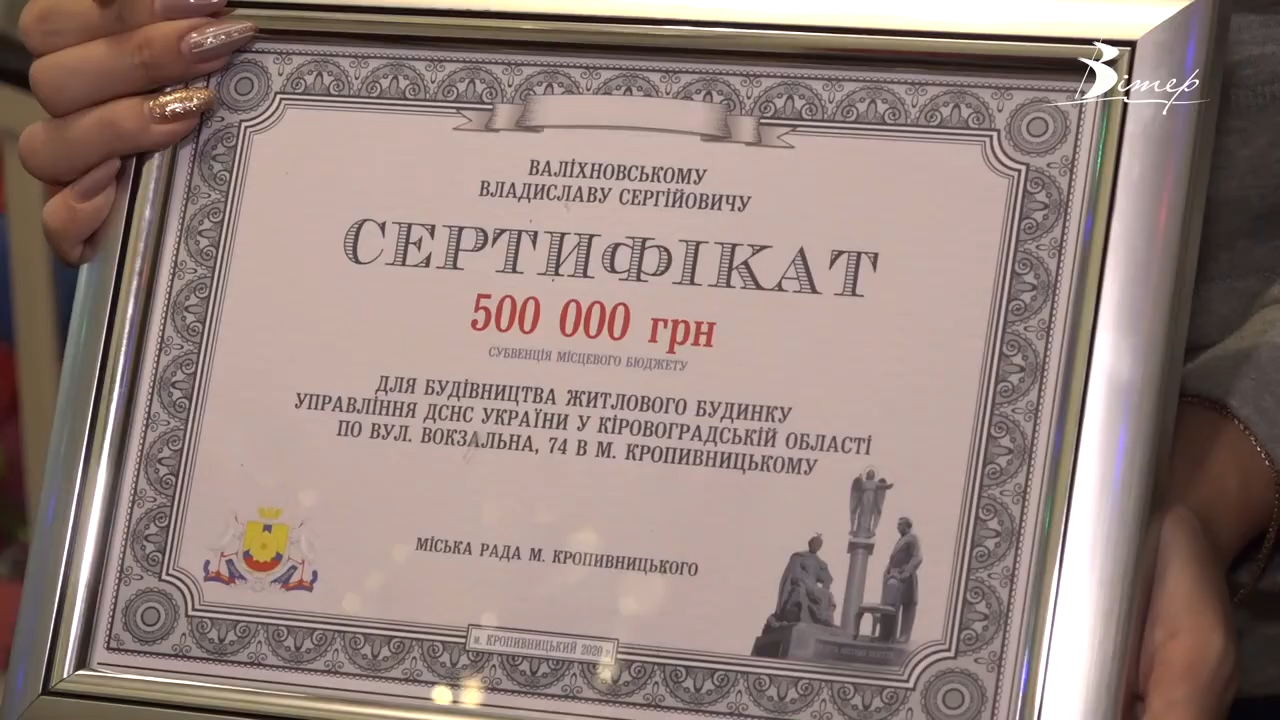 Вітер
ВАЛІХНОВСЬКОМУ
ВЛАДИСЛАВУ СЕРГІЙОВИЧУ
СЕРТИФІКАТ
500 000 грн
СУБВЕНЦІЯ МІСЦЕВОГО БЮДЖЕТУ
ДЛЯ БУДІВНИЦТВА ЖИТЛОВОГО БУДИНКУ
УПРАВЛІННЯ ДСНС УКРАЇНИ У КІРОВОГРАДСЬКІЙ ОБЛАСТІ
ПО ВУЛ. ВОКЗАЛЬНА, 74 В М. КРОПИВНИЦЬКОМУ
МІСЬКА РАДА М. КРОПИВНИЦЬКОГО
м. КРОПИВНИЦЬКИЙ 2020 р